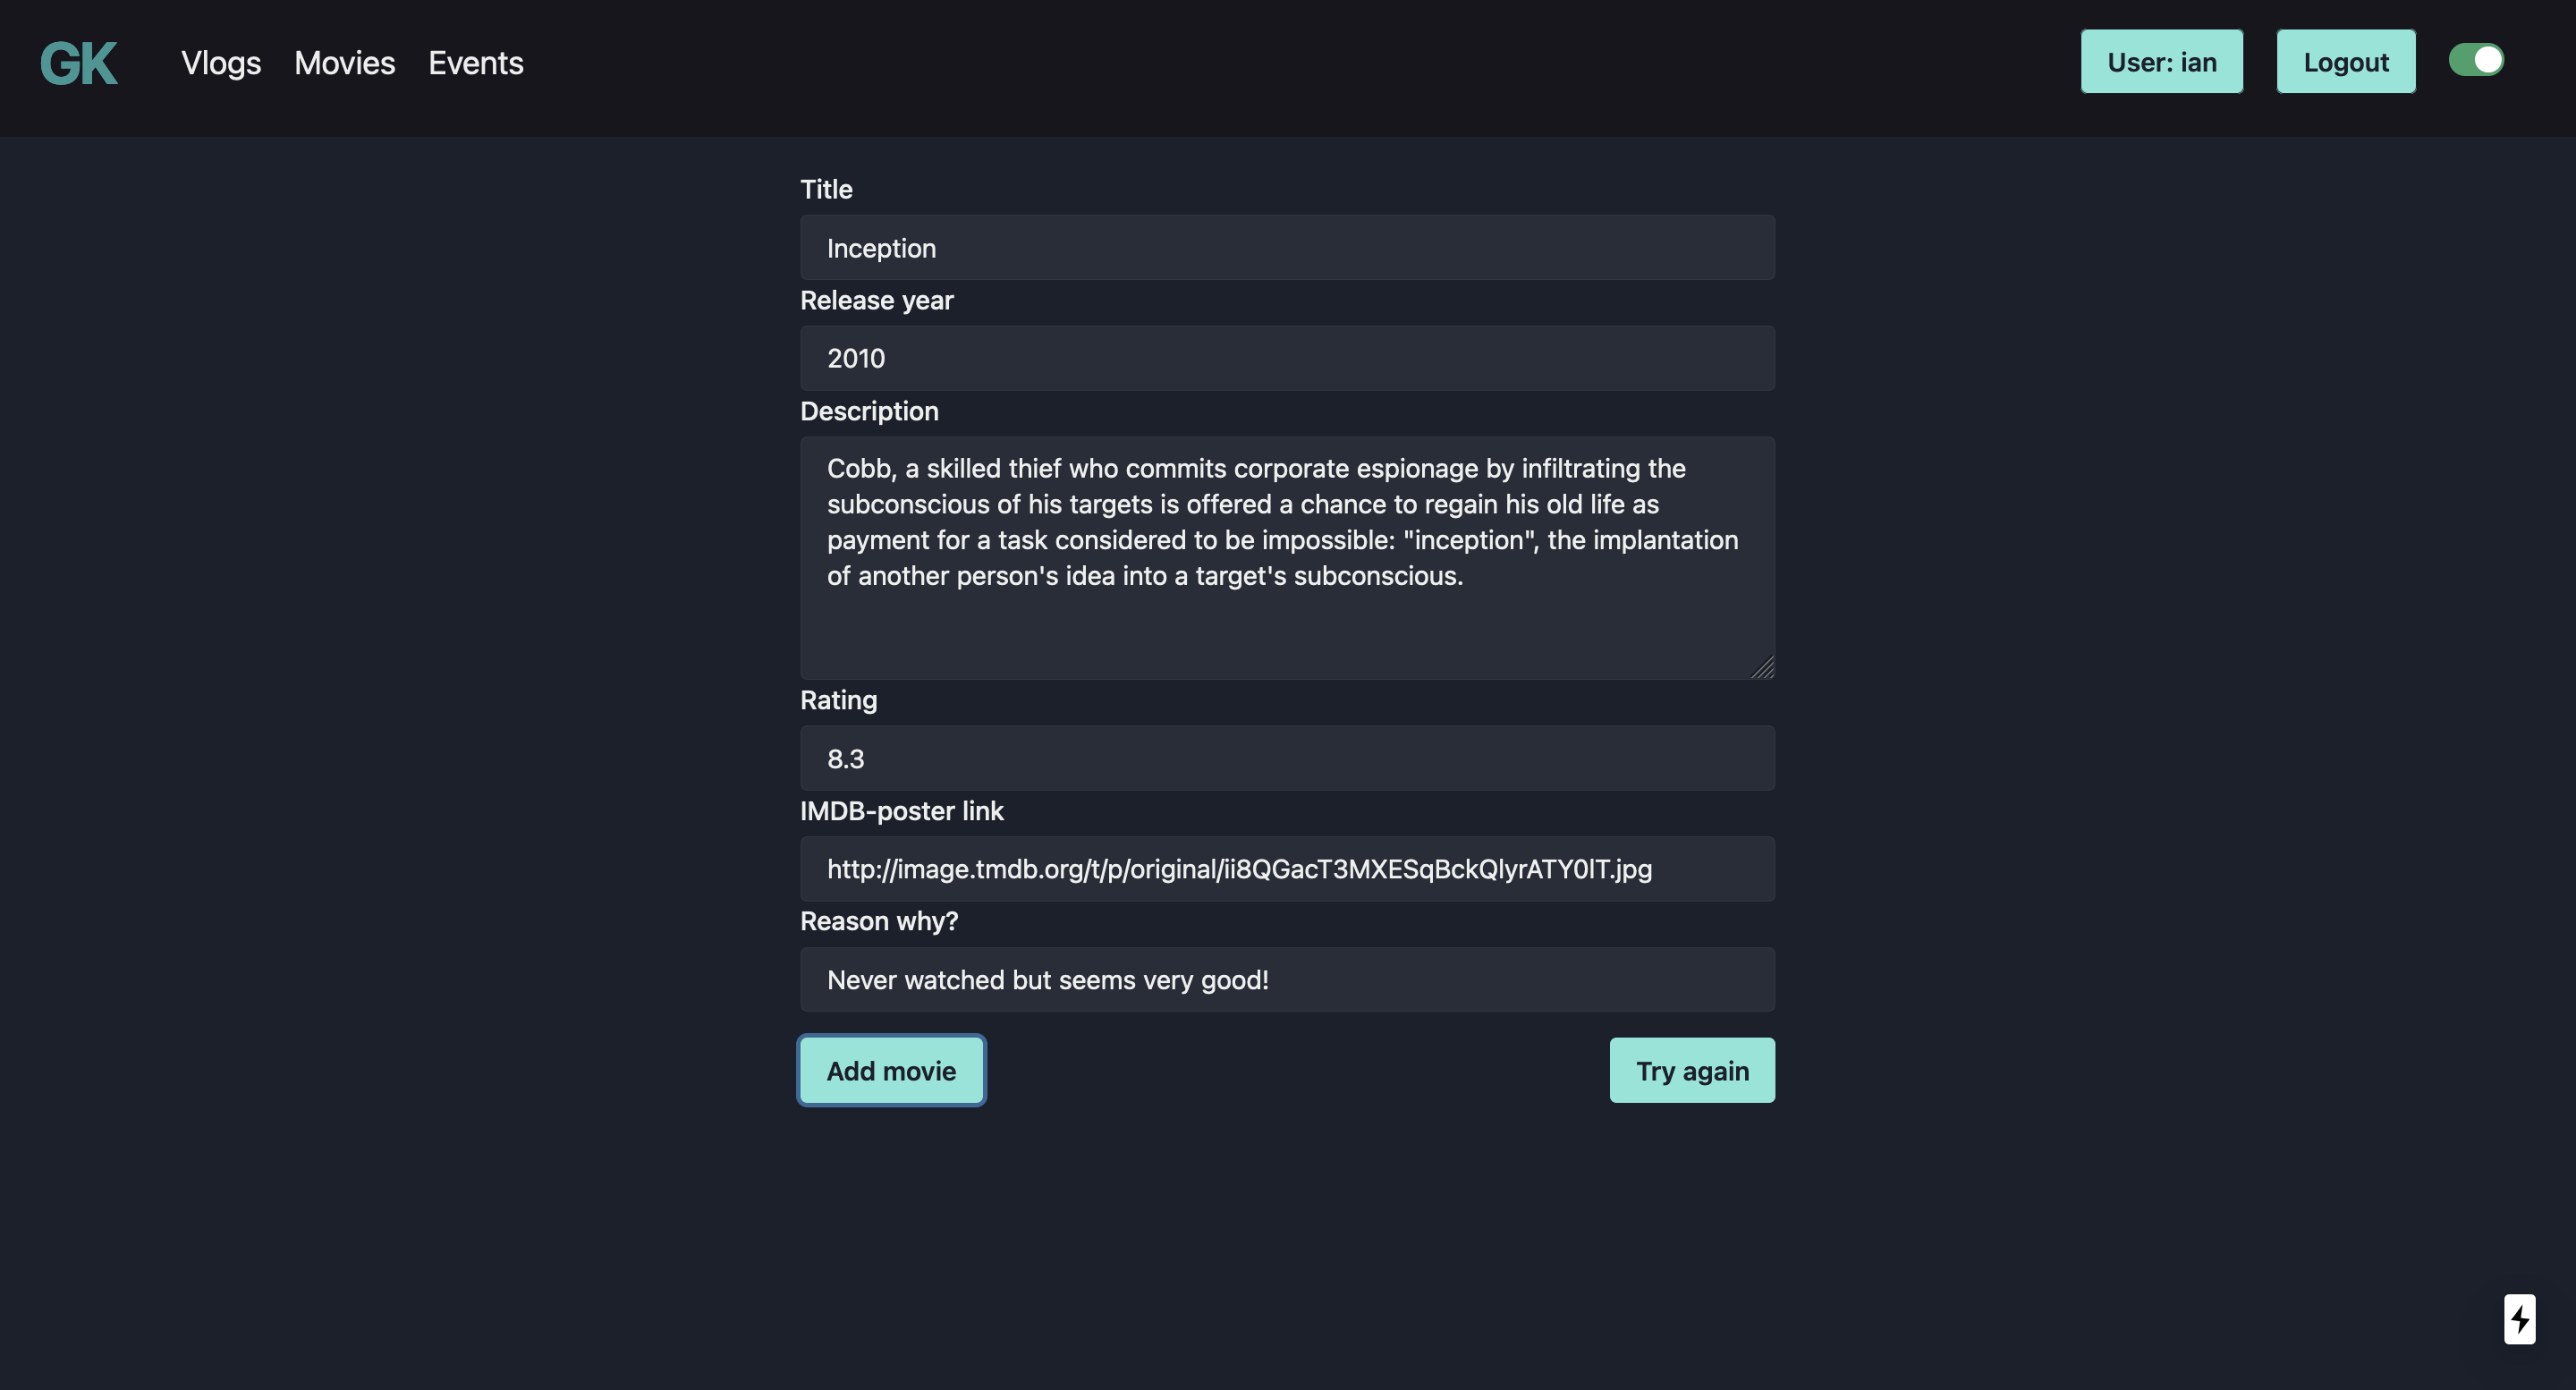 GK Vlogs Movies Events User: ian Logout
Title
Inception
Release year
2010
Description
Cobb, a skilled thief who commits corporate espionage by infiltrating the
subconscious of his targets is offered a chance to regain his old life as
payment for a task considered to be impossible: "inception", the implantation
of another person's idea into a target's subconscious.
Rating
8.3
IMDB-poster link
http://image.tmdb.org/t/p/original/ii8QGacT3MXESqBckQlyrATY0lT.jpg
Reason why?
Never watched but seems very good!
Add movie Try again